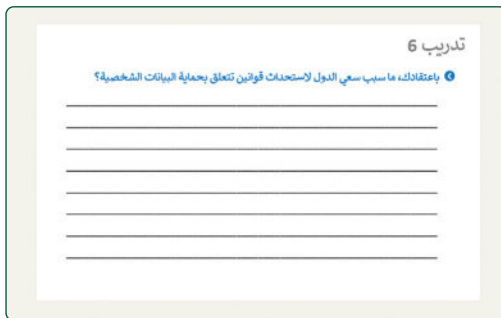 تدريب 6
باعتقادك، ما سبب سعي الدول لاستحداث قوانين تتعلق بحماية البيانات الشخصية؟